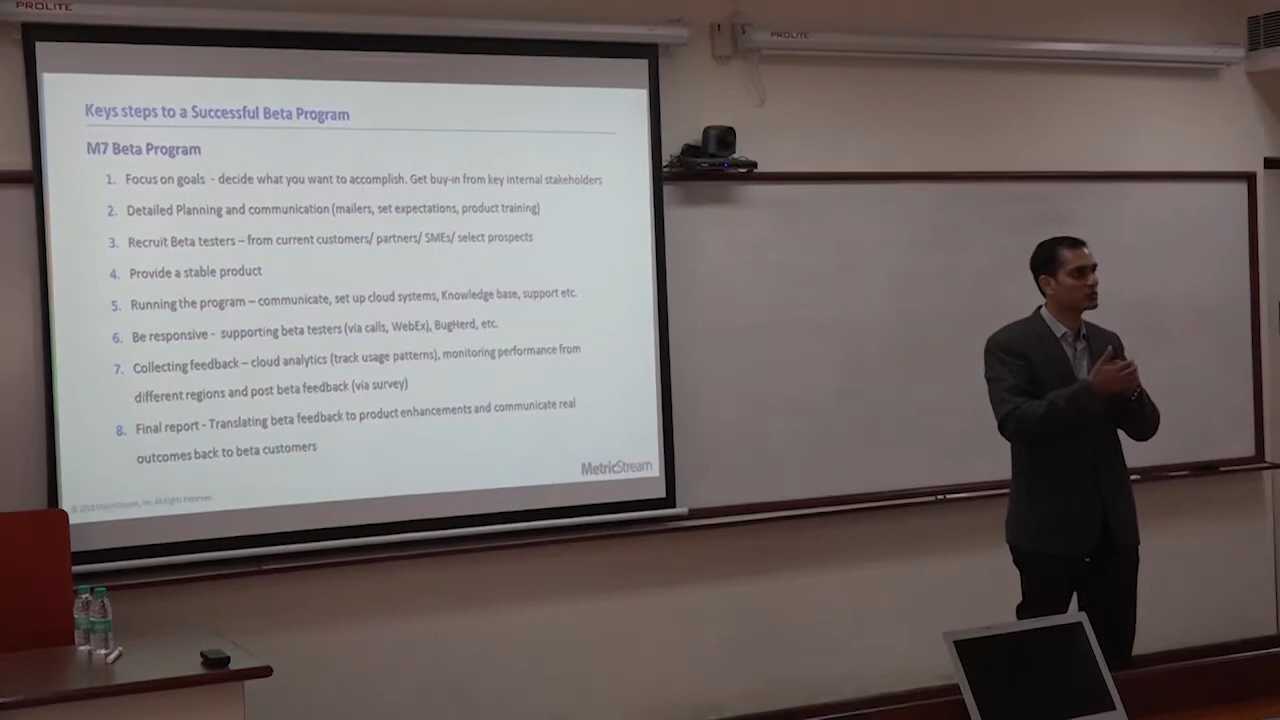 PROLITE
PROLITE
Keys steps to a Successful Beta Program
M7 Beta Program
1. Focus on goals - decide what you want to accomplish. Get buy-in from key internal stakeholders
2. Detailed Planning and communication (mailers, set expectations, product training)
3. Recruit Beta testers – from current customers/ partners/ SMEs/ select prospects
4. Provide a stable product
5. Running the program – communicate, set up cloud systems, Knowledge base, support etc.
6. Be responsive - supporting beta testers (via calls, WebEx), BugHerd, etc.
7. Collecting feedback – cloud analytics (track usage patterns), monitoring performance from
different regions and post beta feedback (via survey)
8. Final report - Translating beta feedback to product enhancements and communicate real
outcomes back to beta customers
MetricStream
MetricStream, Inc. All Rights Reserved.